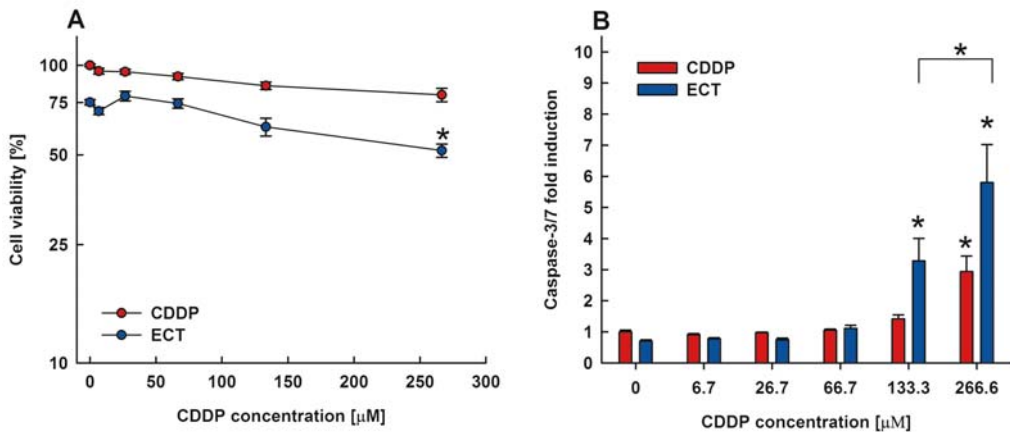 A
100
75
50
25
10
Cell viability [%]
CDDP
ECT
*
0 50 100 150 200 250 300
CDDP concentration [μM]
B
10
9
8
7
6
5
4
3
2
1
0
Caspase-3/7 fold induction
CDDP
ECT
*
*
*
*
0 6.7 26.7 66.7 133.3 266.6
CDDP concentration [μM]